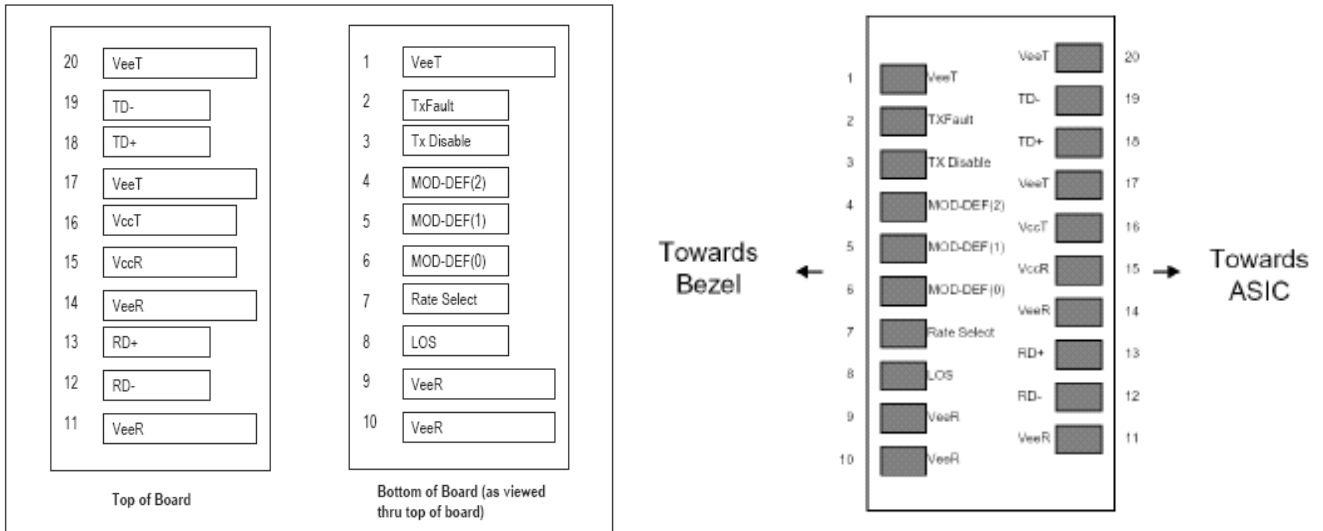 20 VeeT
19 TD-
18 TD+
17 VeeT
16 VccT
15 VccR
14 VeeR
13 RD+
12 RD-
11 VeeR
Top of Board
1 VeeT
2 TxFault
3 Tx Disable
4 MOD-DEF(2)
5 MOD-DEF(1)
6 MOD-DEF(0)
7 Rate Select
8 LOS
9 VeeR
10 VeeR
Bottom of Board (as viewed
thru top of board)
Towards
Bezel
1 VeeT
2 TXFault
3 TX Disable
4 MOD-DEF(2)
5 MOD-DEF(1)
6 MOD-DEF(0)
7 Rate Select
8 LOS
9 VeeR
10 VeeR
VeeT 20
TD- 19
TD+ 18
VeeT 17
VccT 16
VccR 15
VeeR 14
RD+ 13
RD- 12
VeeR 11
Towards
ASIC